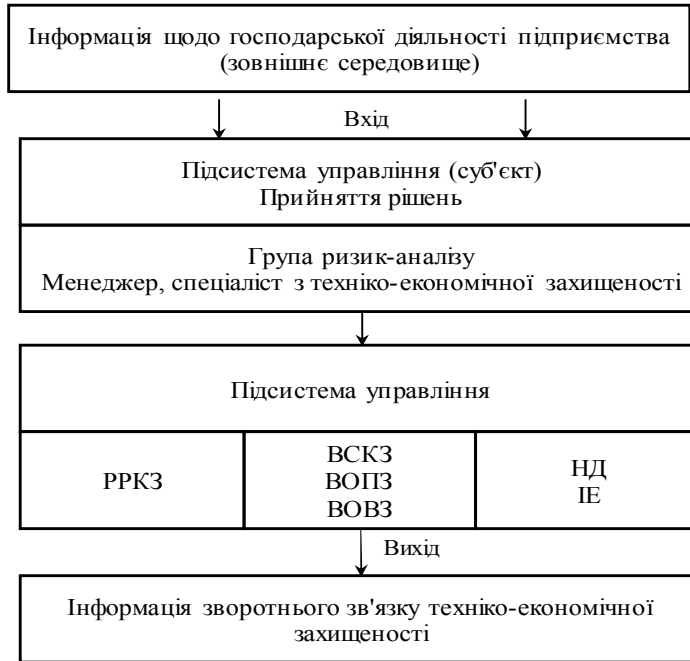 Інформація щодо господарської діяльності підприємства
(зовнішнє середовище)
Вхід
Підсистема управління (суб'єкт)
Прийняття рішень
Група ризик-аналізу
Менеджер, спеціаліст з техніко-економічної захищеності
Підсистема управління
РРКЗ
ВСКЗ
ВОПЗ
ВОВЗ
НД
ІЕ
Вихід
Інформація зворотнього зв'язку техніко-економічної
захищеності